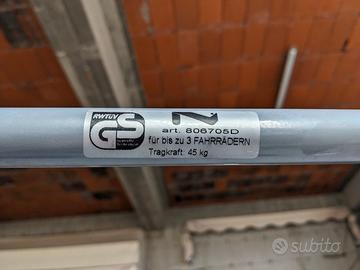 RWTÜV
GS
N
art. 806705D
für bis zu 3 FAHRRÄDERN
Tragkraft 45 kg
subito